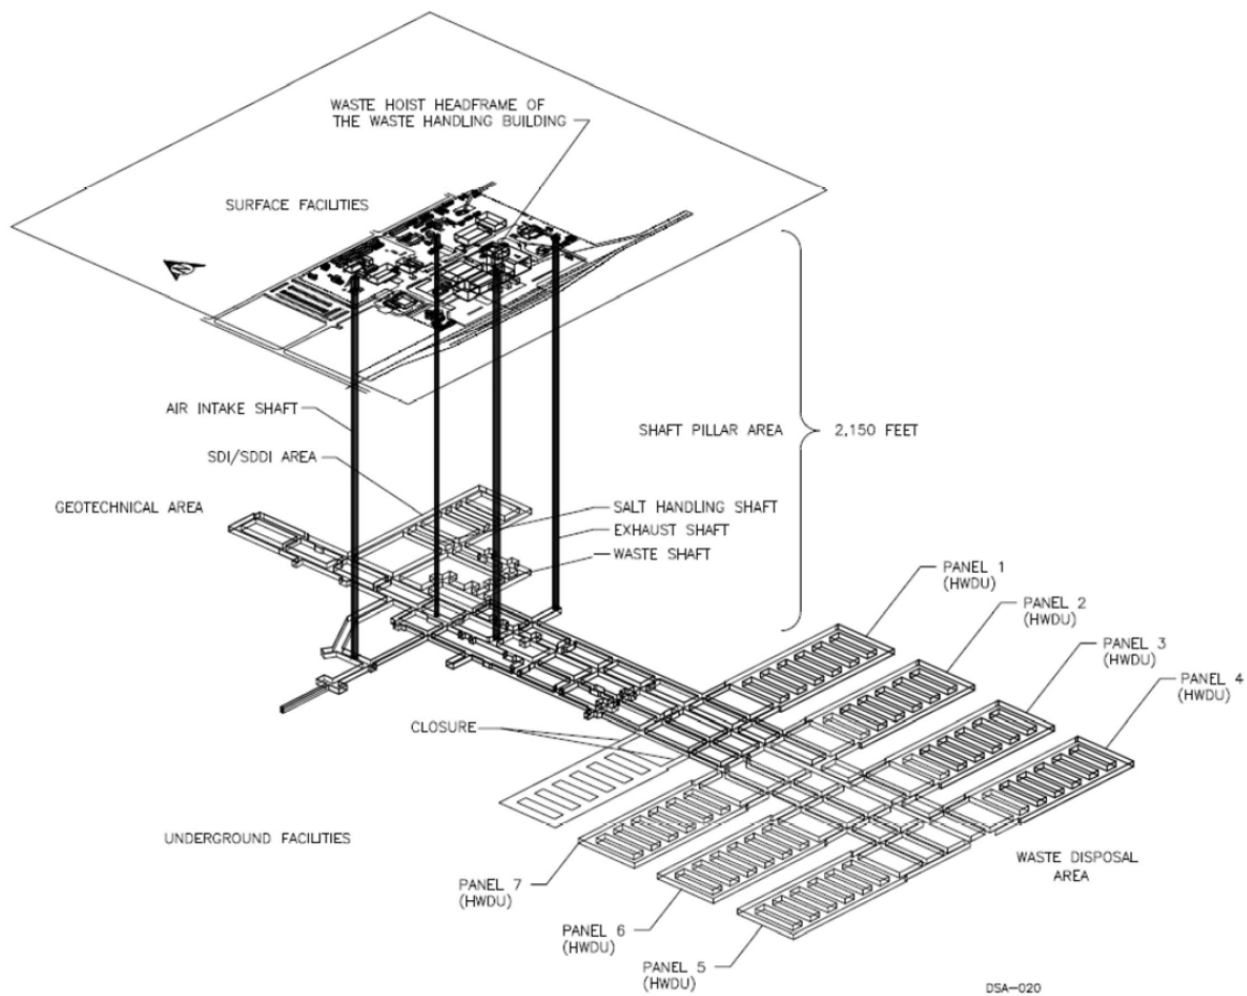 WASTE HOIST HEADFRAME OF
THE WASTE HANDLING BUILDING
SURFACE FACILITIES
AIR INTAKE SHAFT
SHAFT PILLAR AREA
2,150 FEET
SDI/SDDI AREA
GEOTECHNICAL AREA
SALT HANDLING SHAFT
EXHAUST SHAFT
WASTE SHAFT
PANEL 1
(HWDU)
PANEL 2
(HWDU)
PANEL 3
(HWDU)
PANEL 4
(HWDU)
CLOSURE
UNDERGROUND FACILITIES
WASTE DISPOSAL
AREA
PANEL 7
(HWDU)
PANEL 6
(HWDU)
PANEL 5
(HWDU)
DSA-020